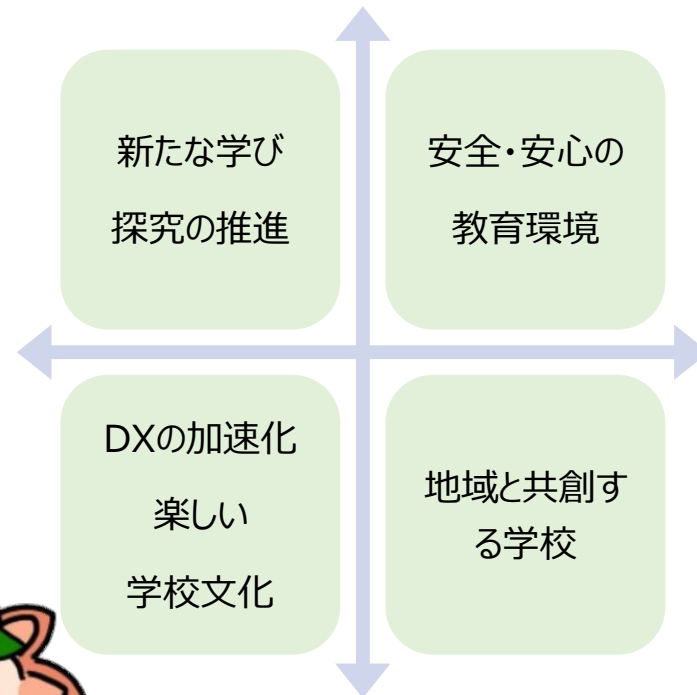 新たな学び
探究の推進
安全・安心の
教育環境
DXの加速化
楽しい
学校文化
地域と共創す
る学校